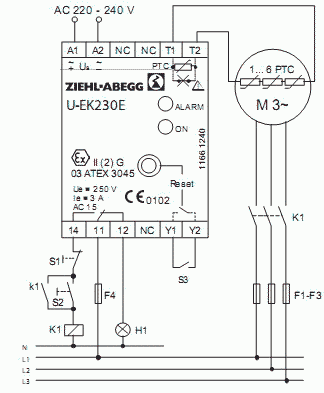 AC 220 - 240 V
A1 A2 NC NC T1 T2
Us
PTC
ZIEHL-ABEGG
U-EK230E
ALARM
ON
1166 1240
Ex II (2) G
03 ATEX 3045
Ue = 250 V
Ie = 3 A
AC 15
CE 0102
Reset
14 11 12 NC Y1 Y2
1... 6 PTC
M 3~
K1
S1
k1
S2
F4
S3
F1-F3
K1
H1
N
L1
L2
L3